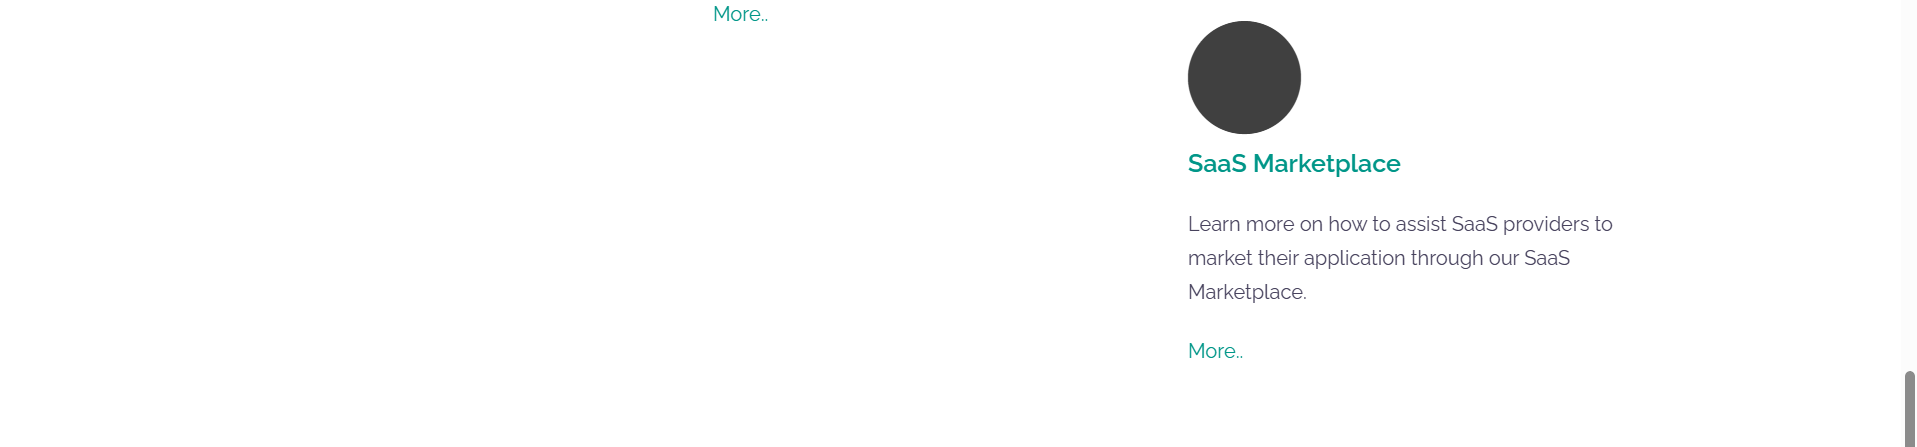 More..
SaaS Marketplace
Learn more on how to assist SaaS providers to
market their application through our SaaS
Marketplace.
More..